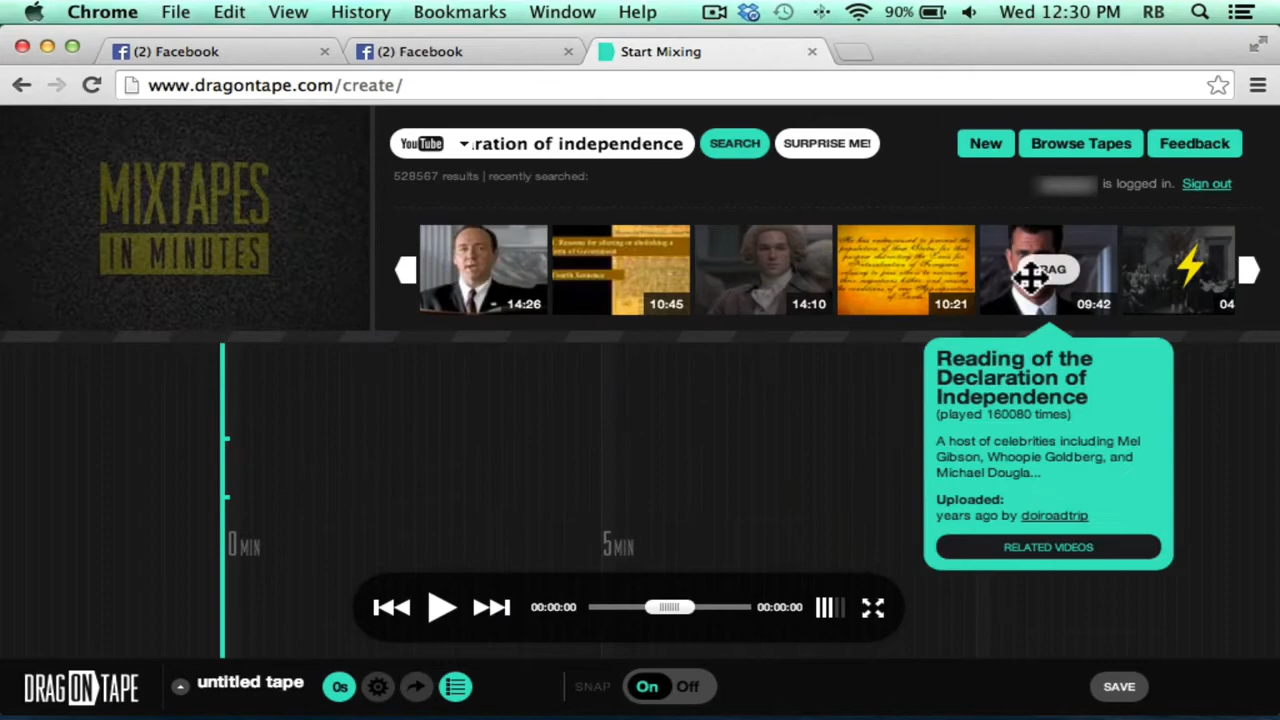 Chrome File Edit View History Bookmarks Window Help 90% Wed 12:30 PM RB
(2) Facebook (2) Facebook Start Mixing
www.dragontape.com/create/
YouTube ration of independence SEARCH SURPRISE ME! New Browse Tapes Feedback
528567 results | recently searched:
is logged in. Sign out
MIXTAPES
IN MINUTES
14:26 10:45 14:10 10:21 09:42 04
Reading of the
Declaration of
Independence
(played 160080 times)
A host of celebrities including Mel
Gibson, Whoopie Goldberg, and
Michael Dougla...
Uploaded:
years ago by doiroadtrip
RELATED VIDEOS
0 MIN 5 MIN
00:00:00 00:00:00
DRAGONTAPE untitled tape 0s SNAP On Off SAVE